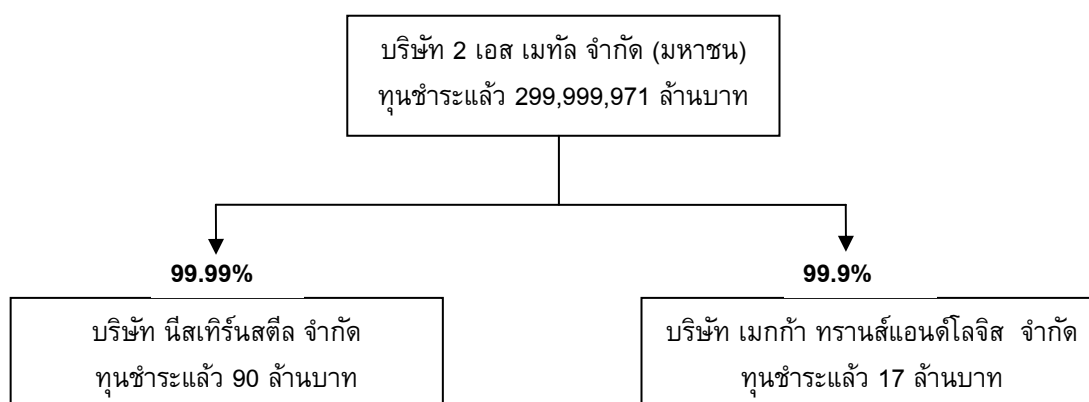 บริษัท 2 เอส เมทัล จำกัด (มหาชน)
ทุนชำระแล้ว 299,999,971 ล้านบาท
99.99%
99.9%
บริษัท นีสเทิร์นสตีล จำกัด
ทุนชำระแล้ว 90 ล้านบาท
บริษัท เมกก้า ทรานส์แอนด์โลจิส จำกัด
ทุนชำระแล้ว 17 ล้านบาท